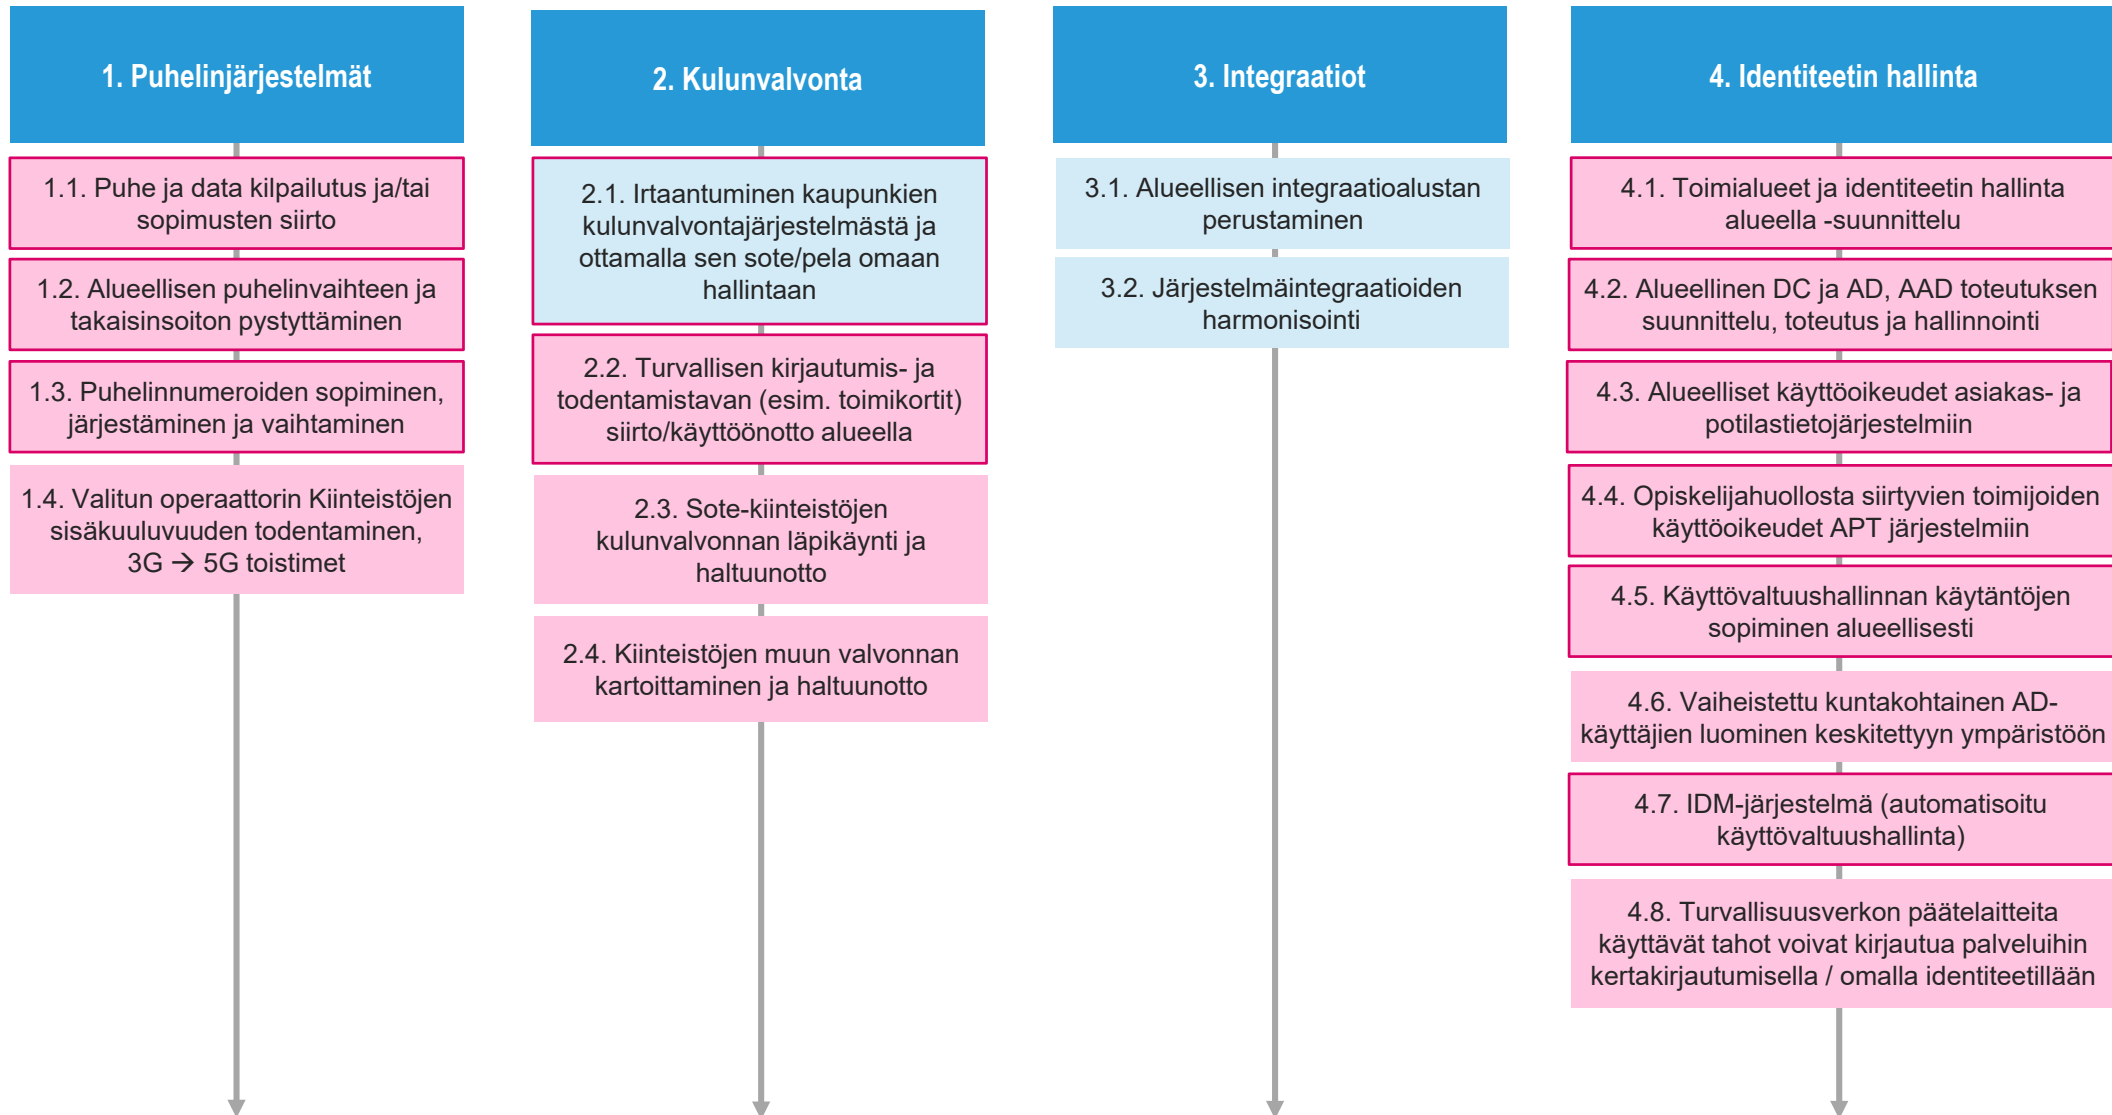 1. Puhelinjärjestelmät
1.1. Puhe ja data kilpailutus ja/tai
sopimusten siirto
1.2. Alueellisen puhelinvaihteen ja
takaisinsoiton pystyttäminen
1.3. Puhelinnumeroiden sopiminen,
järjestäminen ja vaihtaminen
1.4. Valitun operaattorin Kiinteistöjen
sisäkuuluvuuden todentaminen,
3G → 5G toistimet
2. Kulunvalvonta
2.1. Irtaantuminen kaupunkien
kulunvalvontajärjestelmästä ja
ottamalla sen sote/pela omaan
hallintaan
2.2. Turvallisen kirjautumis- ja
todentamistavan (esim. toimikortit)
siirto/käyttöönotto alueella
2.3. Sote-kiinteistöjen
kulunvalvonnan läpikäynti ja
haltuunotto
2.4. Kiinteistöjen muun valvonnan
kartoittaminen ja haltuunotto
3. Integraatiot
3.1. Alueellisen integraatioalustan
perustaminen
3.2. Järjestelmäintegraatioiden
harmonisointi
4. Identiteetin hallinta
4.1. Toimialueet ja identiteetin hallinta
alueella -suunnittelu
4.2. Alueellinen DC ja AD, AAD toteutuksen
suunnittelu, toteutus ja hallinnointi
4.3. Alueelliset käyttöoikeudet asiakas- ja
potilastietojärjestelmiin
4.4. Opiskelijahuollosta siirtyvien toimijoiden
käyttöoikeudet APT järjestelmiin
4.5. Käyttövaltuushallinnan käytäntöjen
sopiminen alueellisesti
4.6. Vaiheistettu kuntakohtainen AD-
käyttäjien luominen keskitettyyn ympäristöön
4.7. IDM-järjestelmä (automatisoitu
käyttövaltuushallinta)
4.8. Turvallisuusverkon päätelaitteita
käyttävät tahot voivat kirjautua palveluihin
kertakirjautumisella / omalla identiteetillään